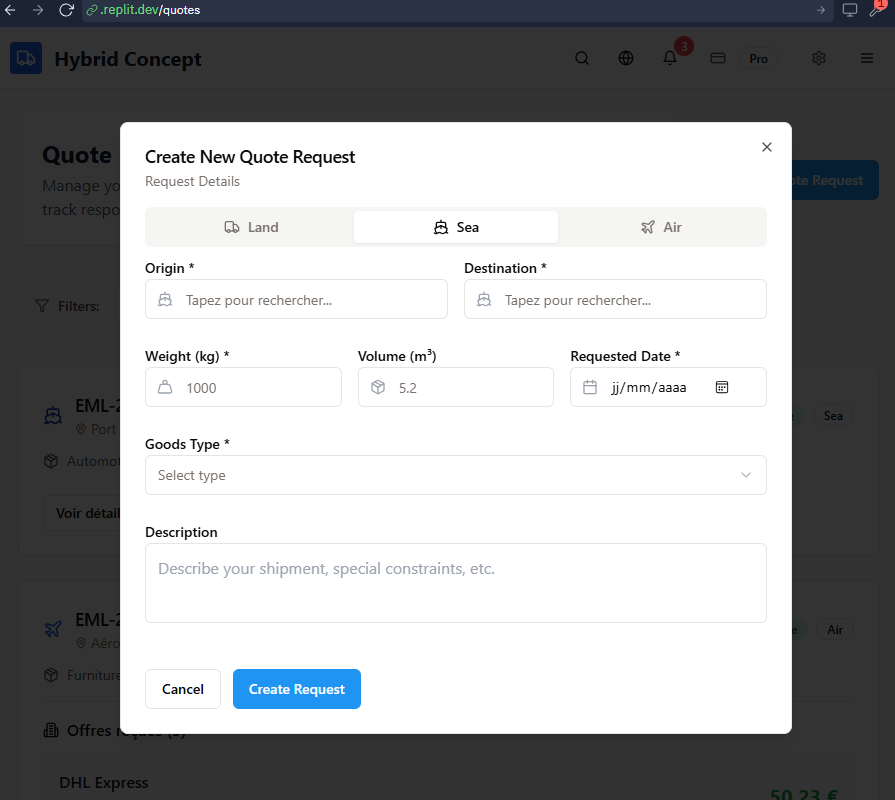 .replit.dev/quotes
1
Hybrid Concept
3
Pro
Quote
Manage yo
track respo
ote Request
Filters:
Create New Quote Request
Request Details
Land
Sea
Air
Origin *
Destination *
Tapez pour rechercher...
Tapez pour rechercher...
Weight (kg) *
Volume (m³)
Requested Date *
1000
5.2
jj/mm/aaaa
Goods Type *
Select type
Description
Describe your shipment, special constraints, etc.
Cancel
Create Request
EML-2
Port
Sea
Automot
Voir détail
EML-2
Aéro
Air
Furniture
Offres reçues (3)
DHL Express
50,23 €